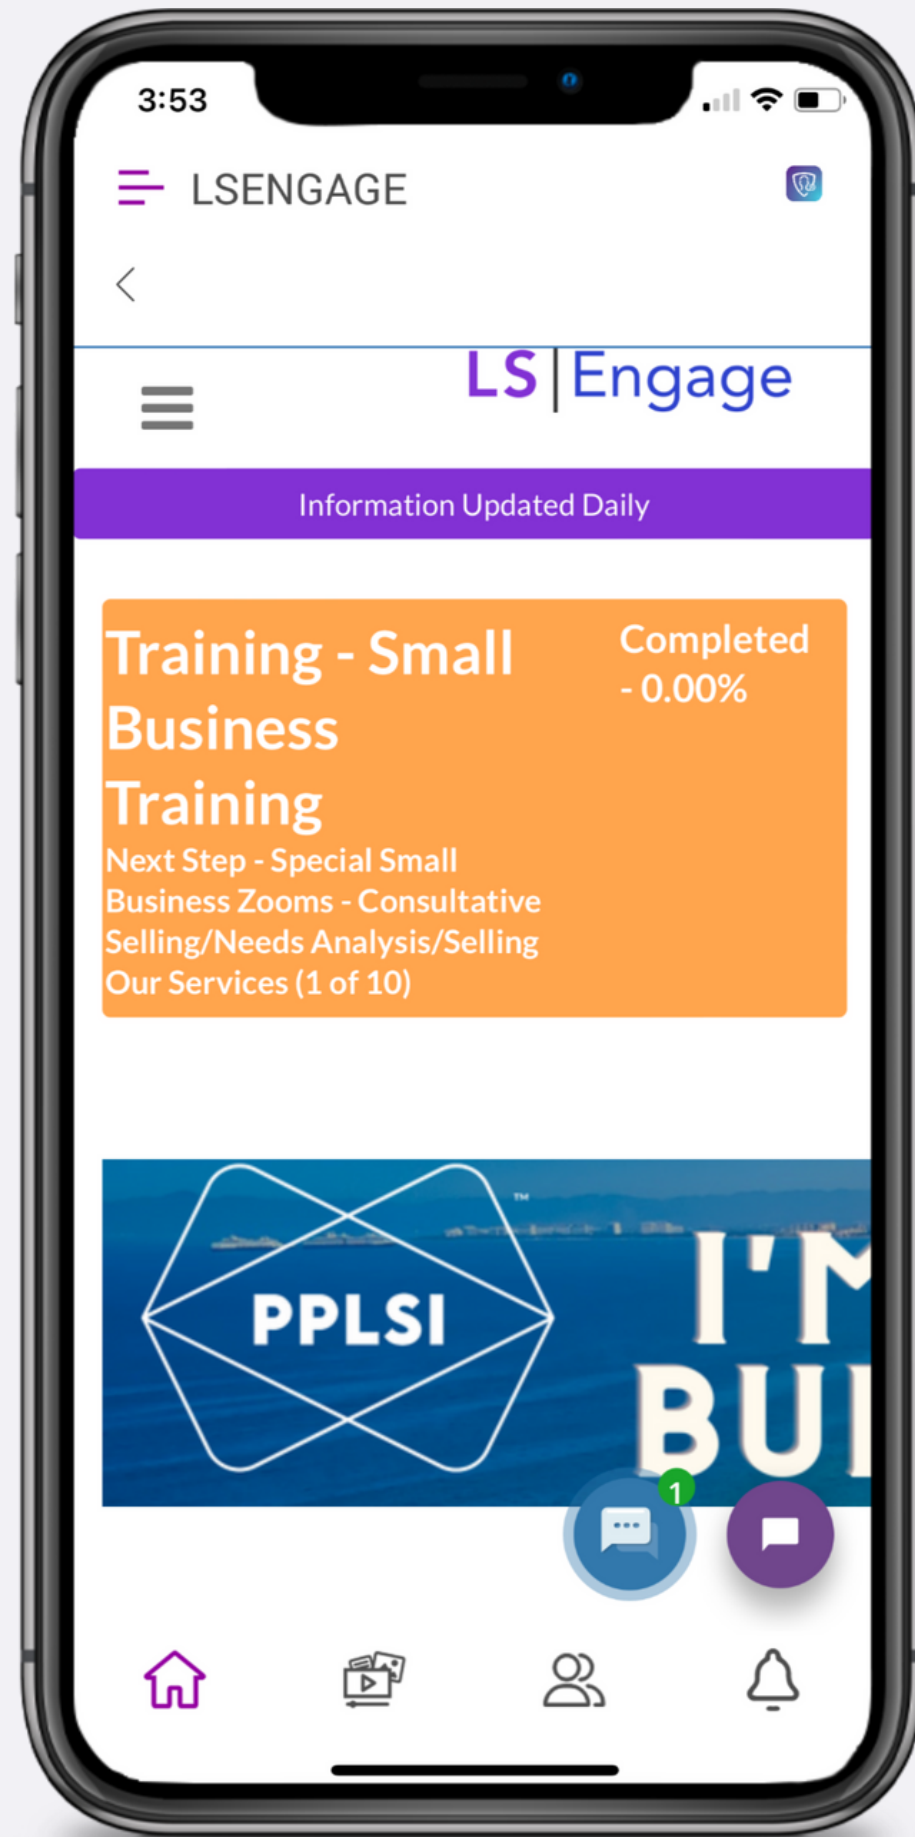 3:53
LSENGAGE
LS|Engage
Information Updated Daily
Training - Small
Business
Training
Completed
- 0.00%
Next Step - Special Small
Business Zooms - Consultative
Selling/Needs Analysis/Selling
Our Services (1 of 10)
™
PPLSI
I'M
BUI
1